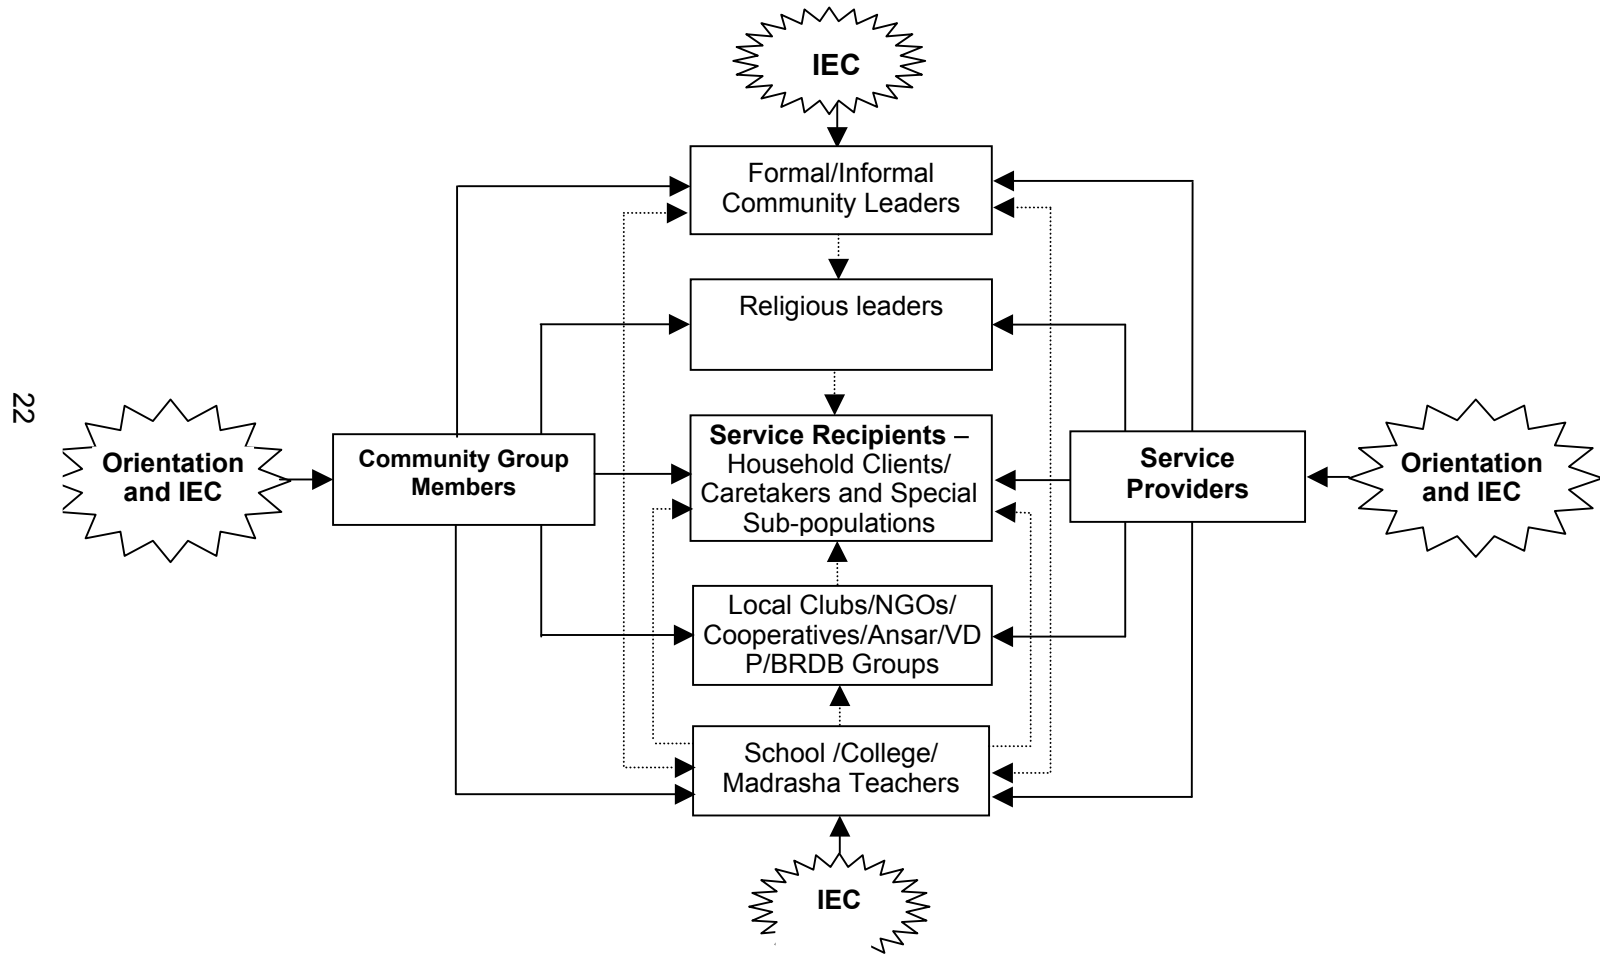 IEC
Formal/Informal
Community Leaders
Religious leaders
22
Orientation
and IEC
Community Group
Members
Service Recipients –
Household Clients/
Caretakers and Special
Sub-populations
Service
Providers
Orientation
and IEC
Local Clubs/NGOs/
Cooperatives/Ansar/VD
P/BRDB Groups
School /College/
Madrasha Teachers
IEC